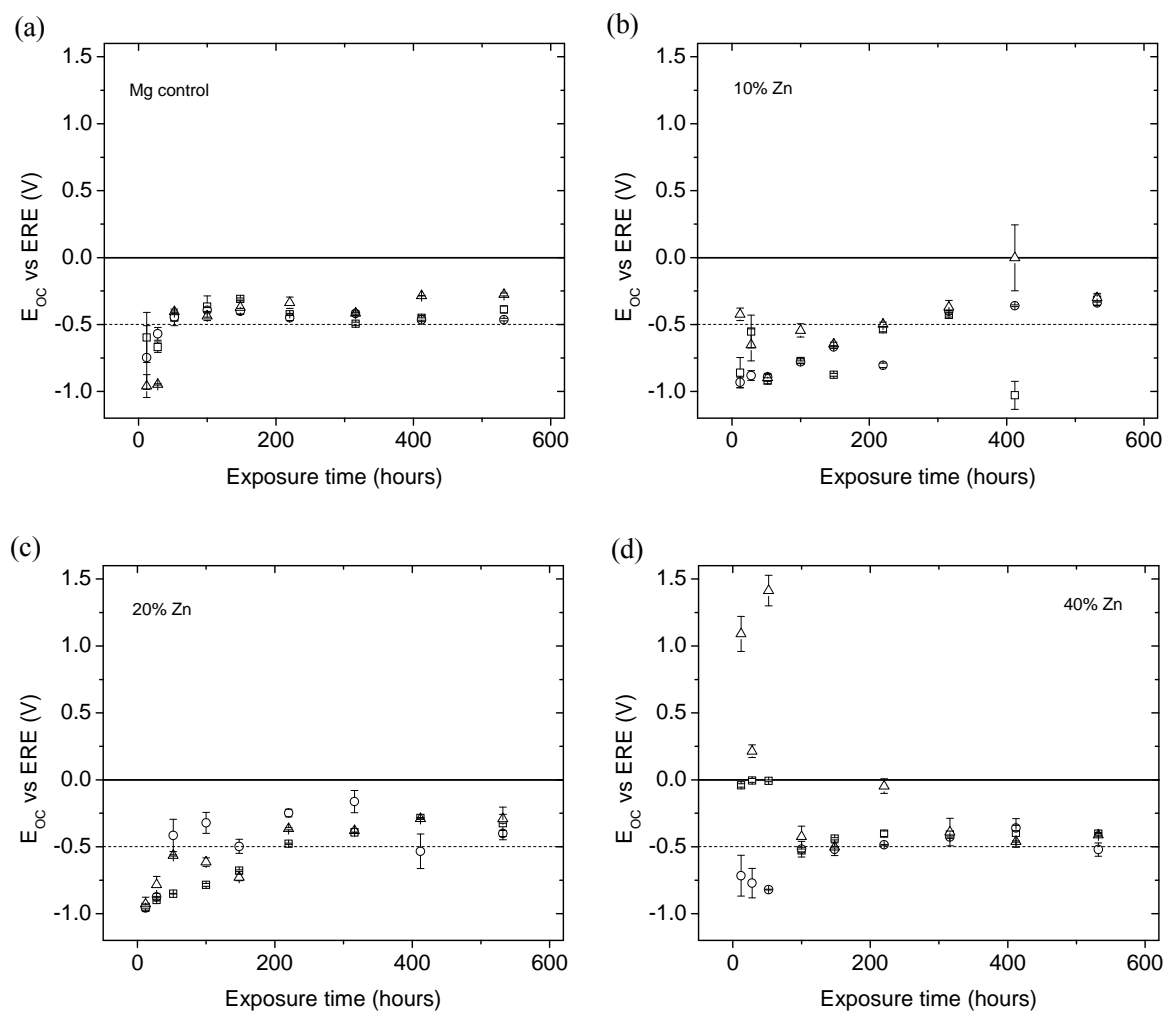 (a)
1.5
1.0
0.5
0.0
-0.5
-1.0
E_OC vs ERE (V)
Mg control
0 200 400 600
Exposure time (hours)
(b)
1.5
1.0
0.5
0.0
-0.5
-1.0
E_OC vs ERE (V)
10% Zn
0 200 400 600
Exposure time (hours)
(c)
1.5
1.0
0.5
0.0
-0.5
-1.0
E_OC vs ERE (V)
20% Zn
0 200 400 600
Exposure time (hours)
(d)
1.5
1.0
0.5
0.0
-0.5
-1.0
E_OC vs ERE (V)
40% Zn
0 200 400 600
Exposure time (hours)